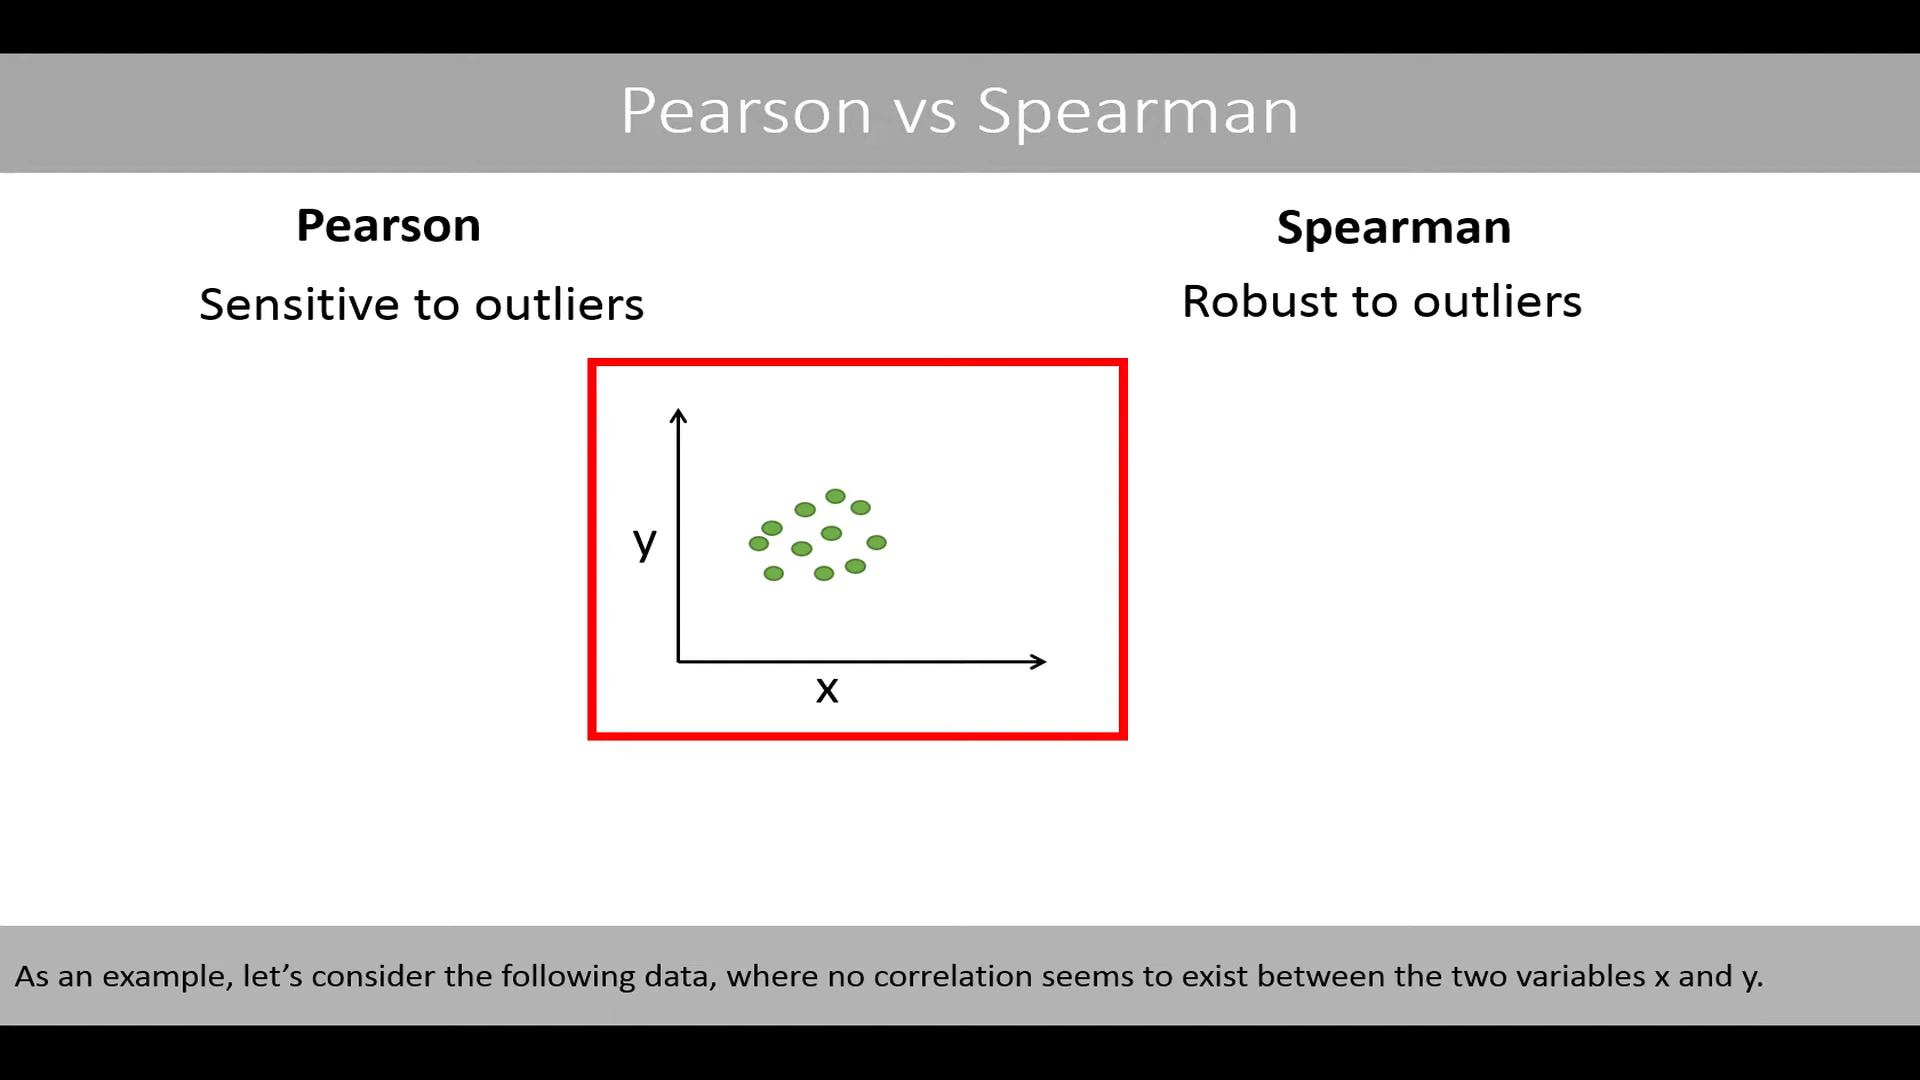 Pearson vs Spearman
Pearson
Spearman
Sensitive to outliers
Robust to outliers
y
x
As an example, let’s consider the following data, where no correlation seems to exist between the two variables x and y.